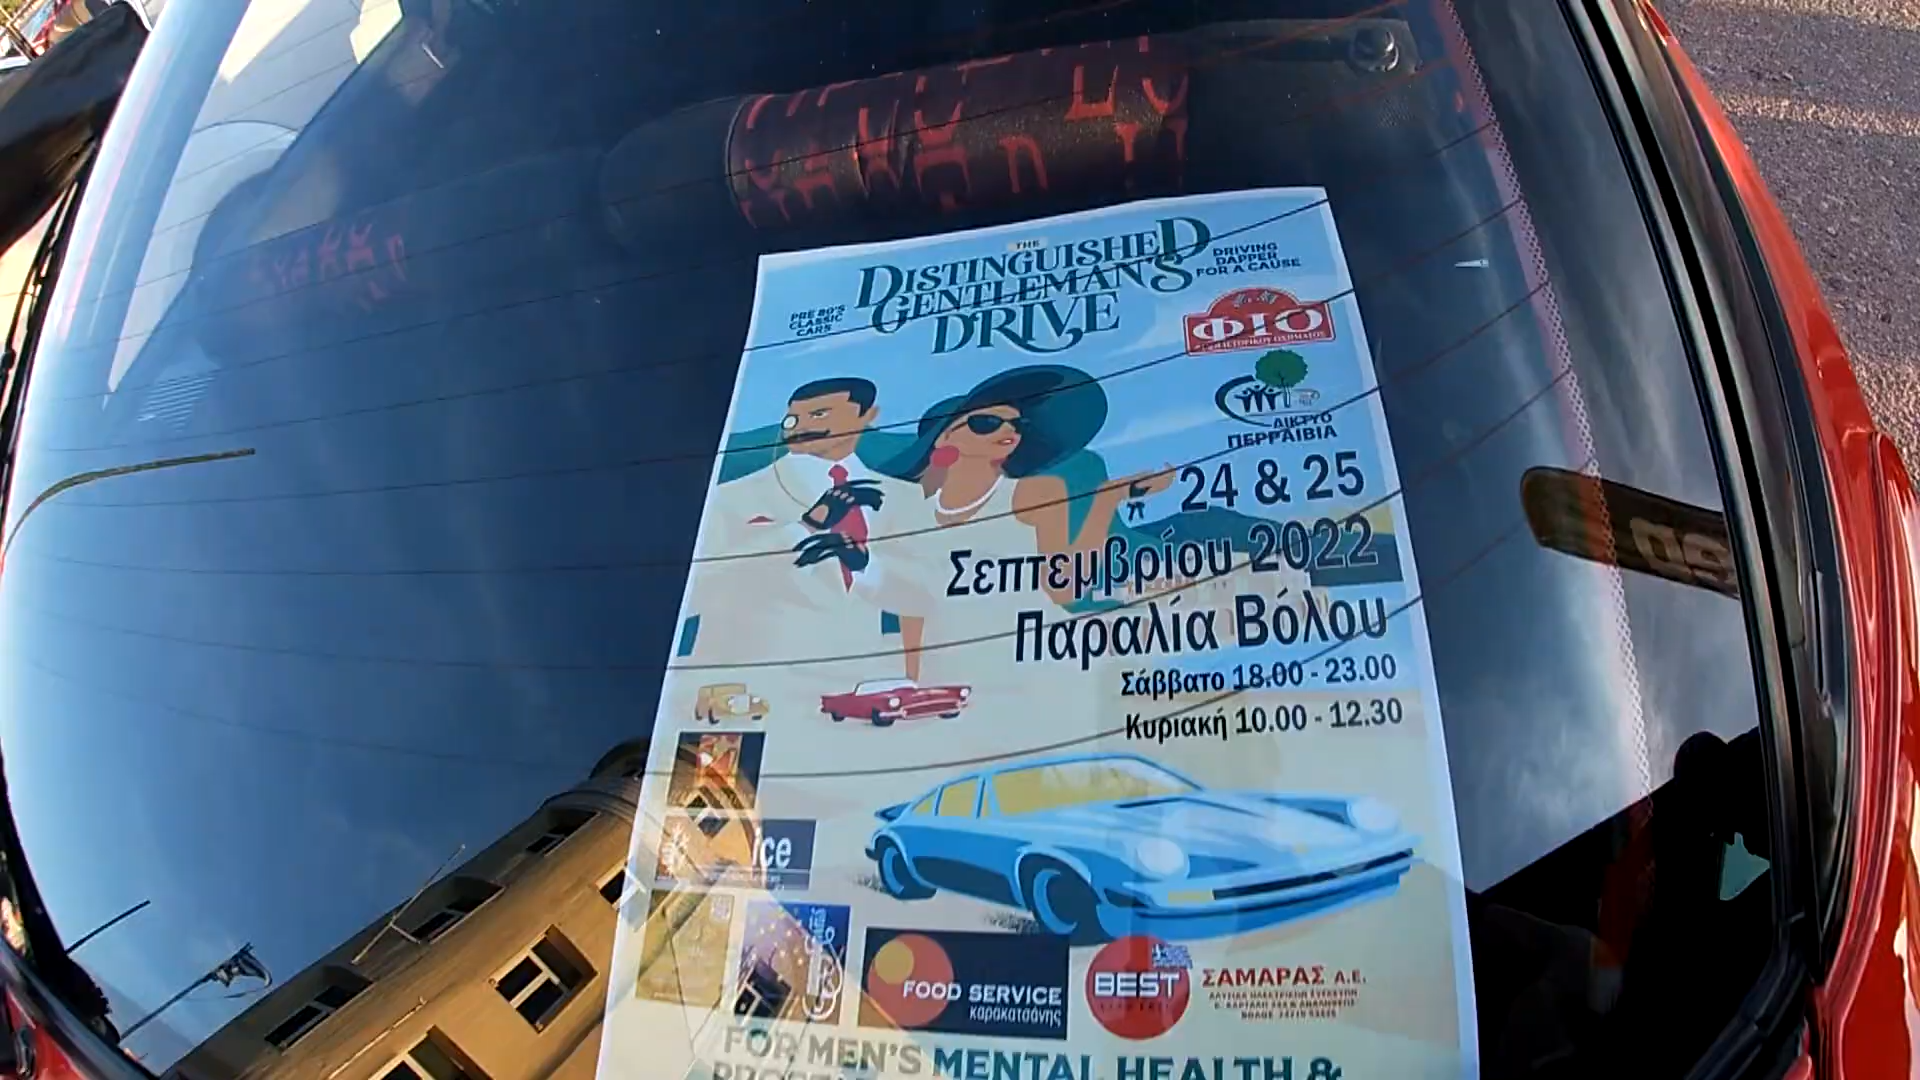 THE
DISTINGUISHED
GENTLEMAN'S
DRIVE
DRIVING
DAPPER
FOR A CAUSE
PRE 80'S
CLASSIC
CARS
ΦΙΟ
ΔΙΚΤΥΟ
ΠΕΡΡΑΙΒΙΑ
24 & 25
Σεπτεμβρίου 2022
Παραλία Βόλου
Σάββατο 18.00 - 23.00
Κυριακή 10.00 - 12.30
ice
FOOD SERVICE
καρακατσάνης
BEST
ΣΑΜΑΡΑΣ Α.Ε.
FOR MEN'S MENTAL HEALTH &